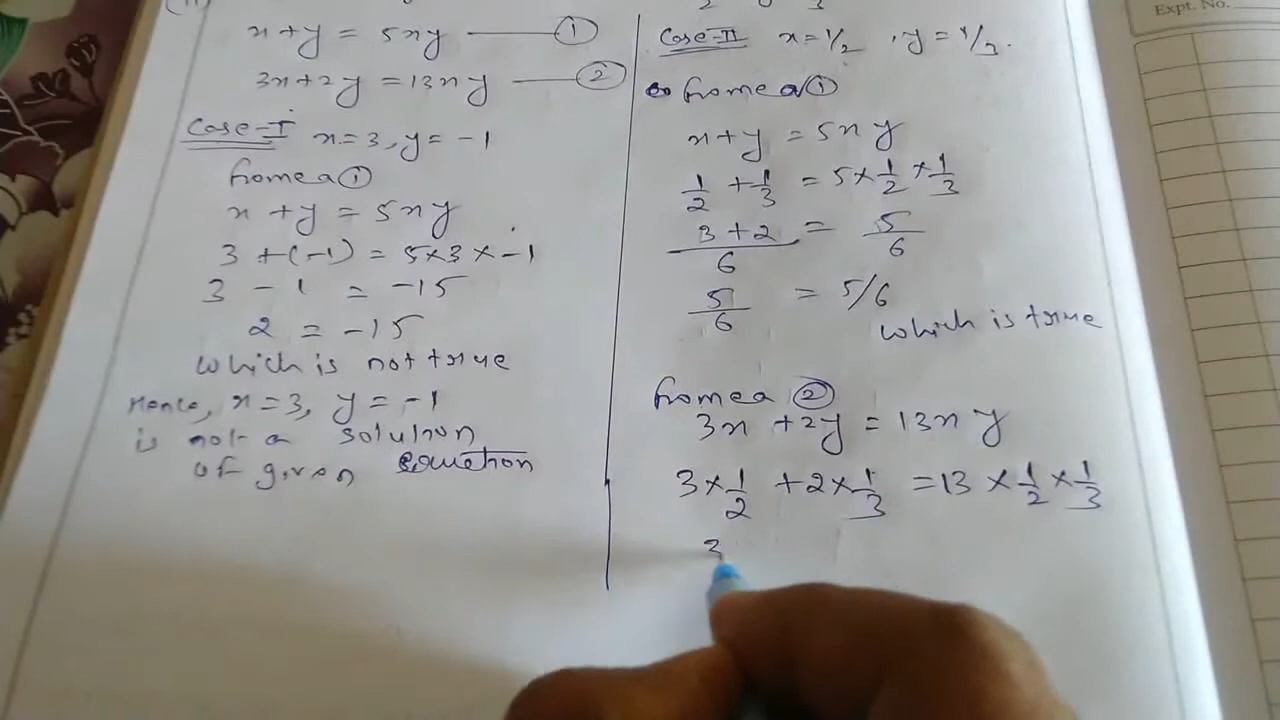 x+y = 5xy ——— ①
3x+2y = 13xy ——— ②
Case-I x=3, y= -1
from ea ①
x + y = 5xy
3 +(-1) = 5×3×-1
3 - 1 = -15
2 = -15
which is not true
Hence, x=3, y= -1
is not a solution
of given equation
Case-II x=1/2 , y=1/3.
from ea ①
x+y = 5xy
1/2 + 1/3 = 5×1/2×1/3
3+2/6 = 5/6
5/6 = 5/6
which is true
from ea ②
3x +2y = 13xy
3×1/2 +2×1/3 =13×1/2×1/3
3
Expt. No.